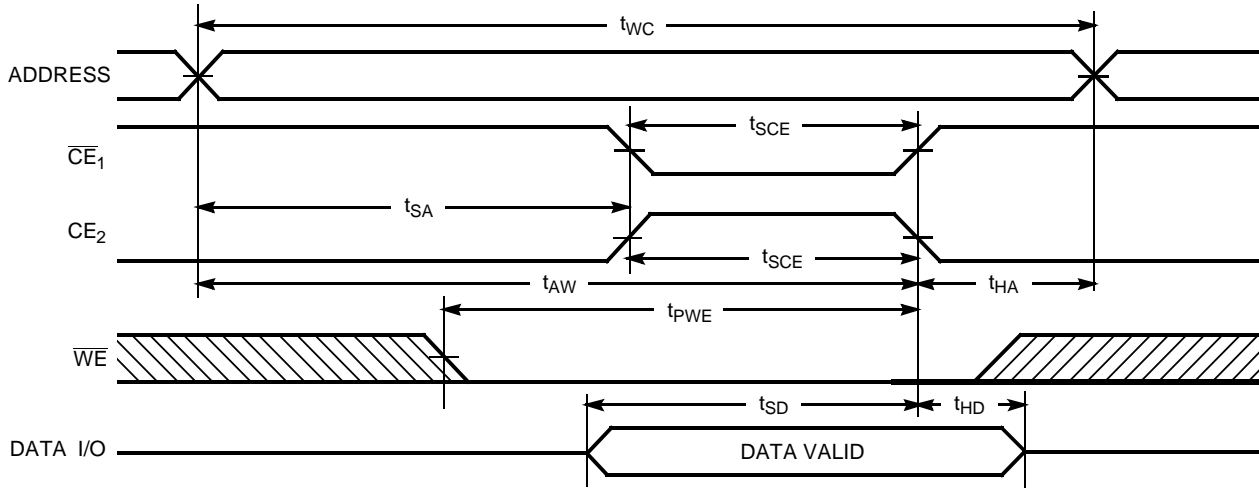 tWC
ADDRESS
tSCE
CE1
tSA
CE2
tSCE
tAW
tHA
tPWE
WE
tSD
tHD
DATA I/O
DATA VALID